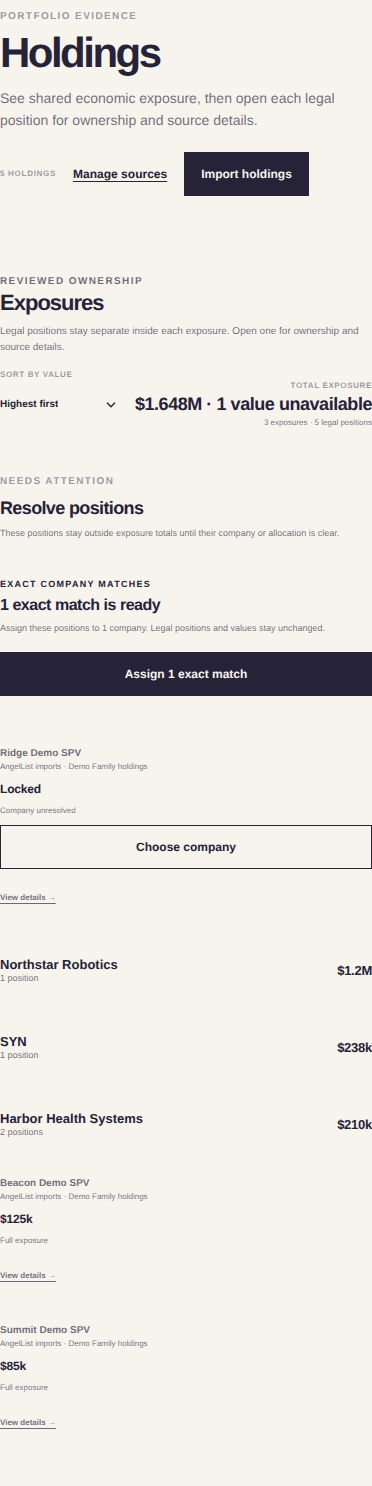 PORTFOLIO EVIDENCE
Holdings
See shared economic exposure, then open each legal
position for ownership and source details.
5 HOLDINGS
Manage sources
Import holdings
REVIEWED OWNERSHIP
Exposures
Legal positions stay separate inside each exposure. Open one for ownership and
source details.
SORT BY VALUE
Highest first
TOTAL EXPOSURE
$1.648M · 1 value unavailable
3 exposures · 5 legal positions
NEEDS ATTENTION
Resolve positions
These positions stay outside exposure totals until their company or allocation is clear.
EXACT COMPANY MATCHES
1 exact match is ready
Assign these positions to 1 company. Legal positions and values stay unchanged.
Assign 1 exact match
Ridge Demo SPV
AngelList imports · Demo Family holdings
Locked
Company unresolved
Choose company
View details →
Northstar Robotics
1 position
$1.2M
SYN
1 position
$238k
Harbor Health Systems
2 positions
$210k
Beacon Demo SPV
AngelList imports · Demo Family holdings
$125k
Full exposure
View details →
Summit Demo SPV
AngelList imports · Demo Family holdings
$85k
Full exposure
View details →